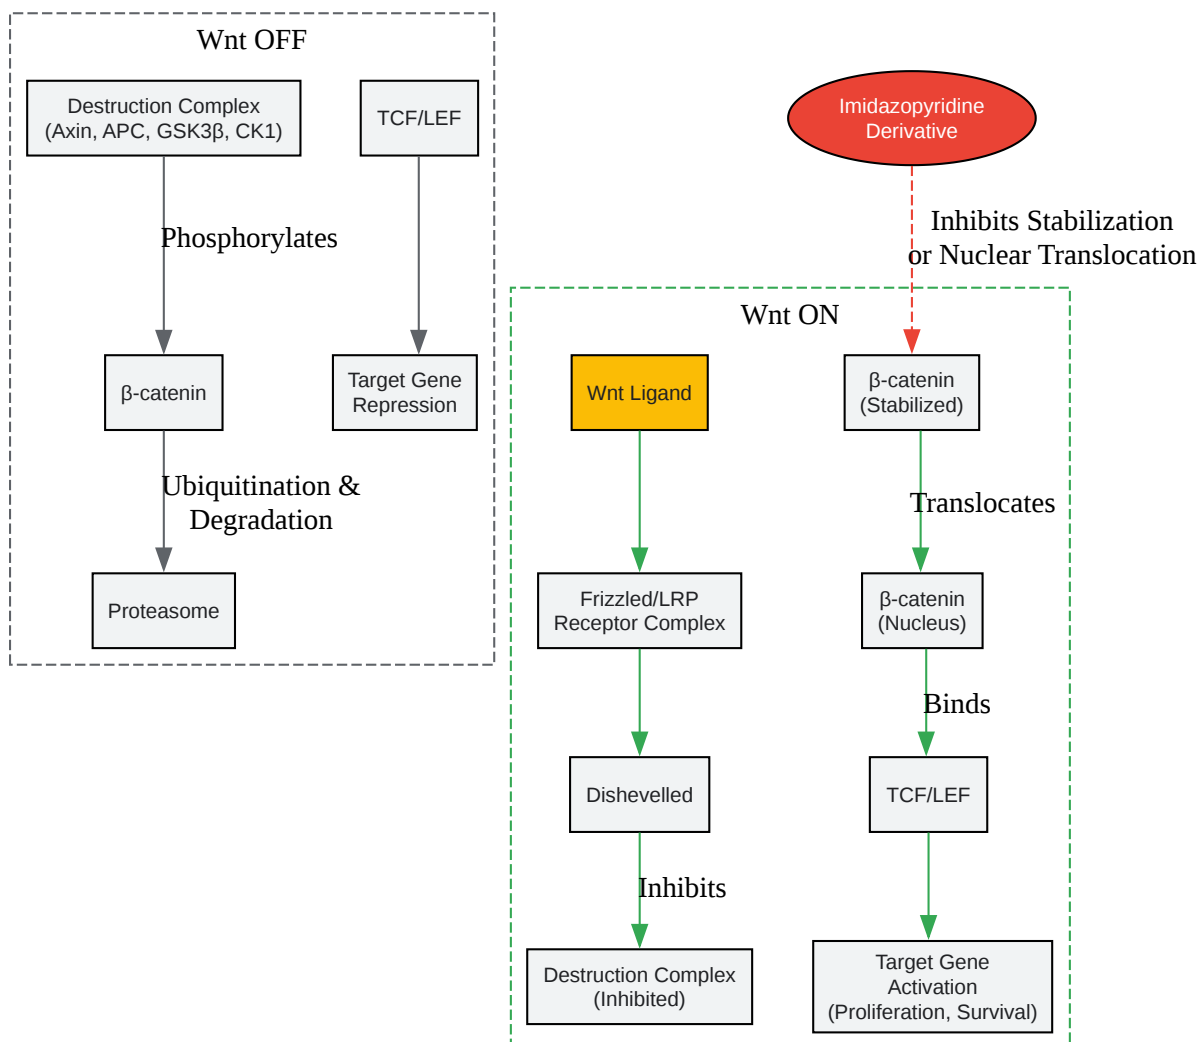 Wnt OFF
Destruction Complex
(Axin, APC, GSK3β, CK1)
TCF/LEF
Phosphorylates
β-catenin
Target Gene
Repression
Ubiquitination &
Degradation
Proteasome
Imidazopyridine
Derivative
Inhibits Stabilization
or Nuclear Translocation
Wnt ON
Wnt Ligand
β-catenin
(Stabilized)
Translocates
Frizzled/LRP
Receptor Complex
β-catenin
(Nucleus)
Binds
Dishevelled
TCF/LEF
Inhibits
Destruction Complex
(Inhibited)
Target Gene
Activation
(Proliferation, Survival)